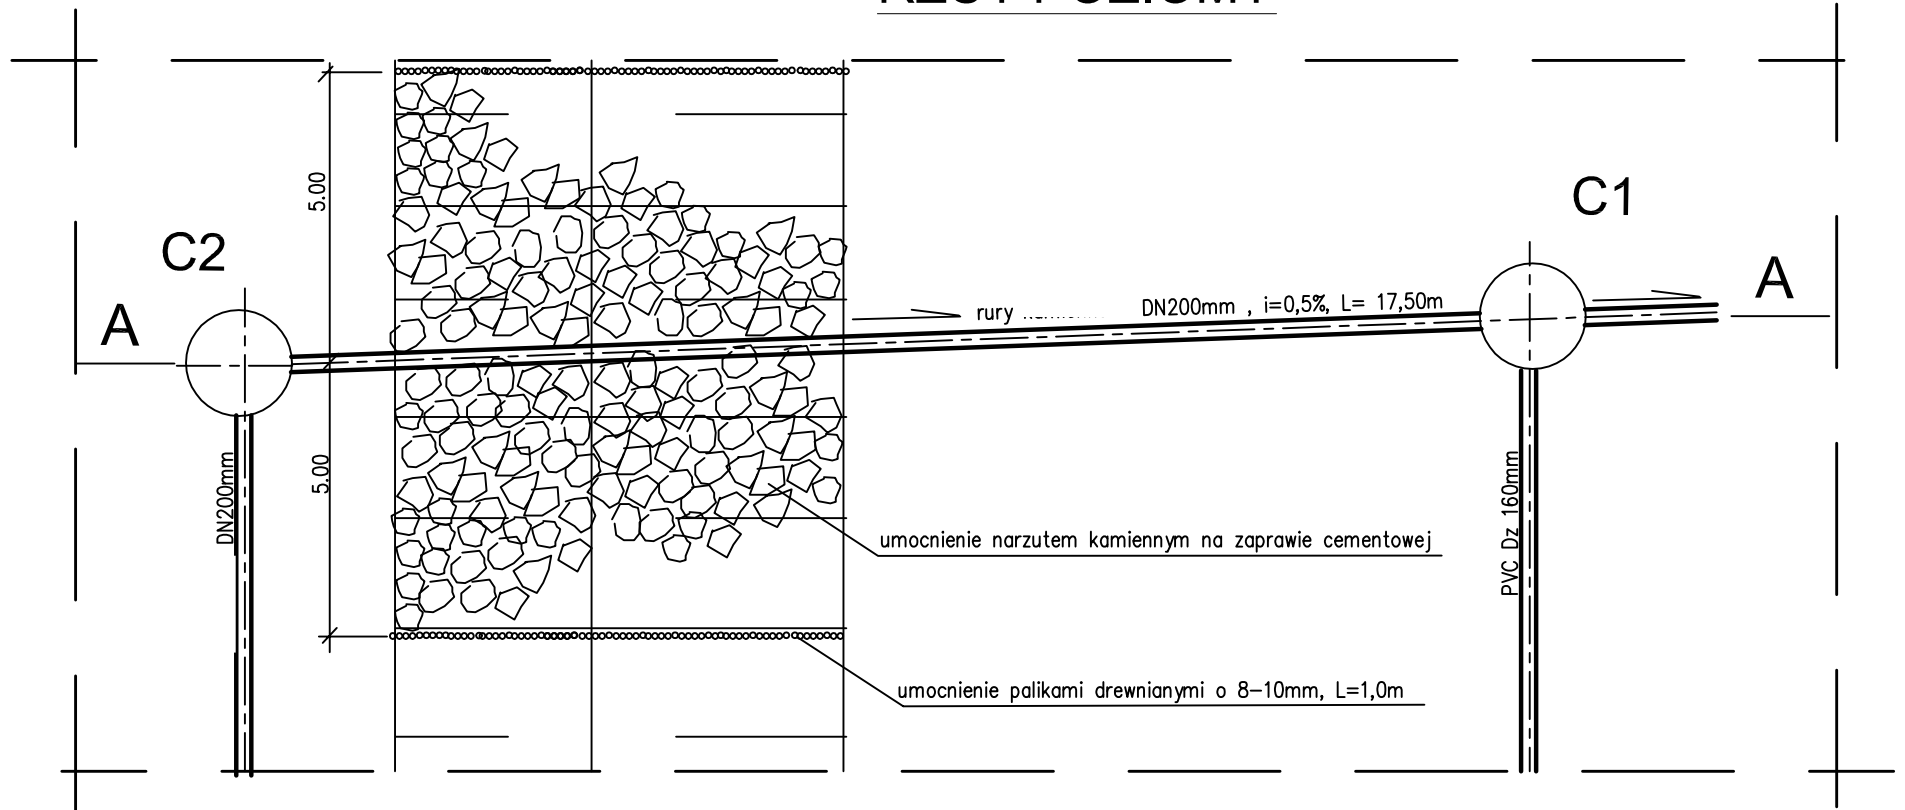 C1
C2
A
A
5.00
rury DN200mm , i=0,5%, L= 17,50m
5.00
DN200mm
PVC Dz 160mm
umocnienie narzutem kamiennym na zaprawie cementowej
umocnienie palikami drewnianymi o 8-10mm, L=1,0m